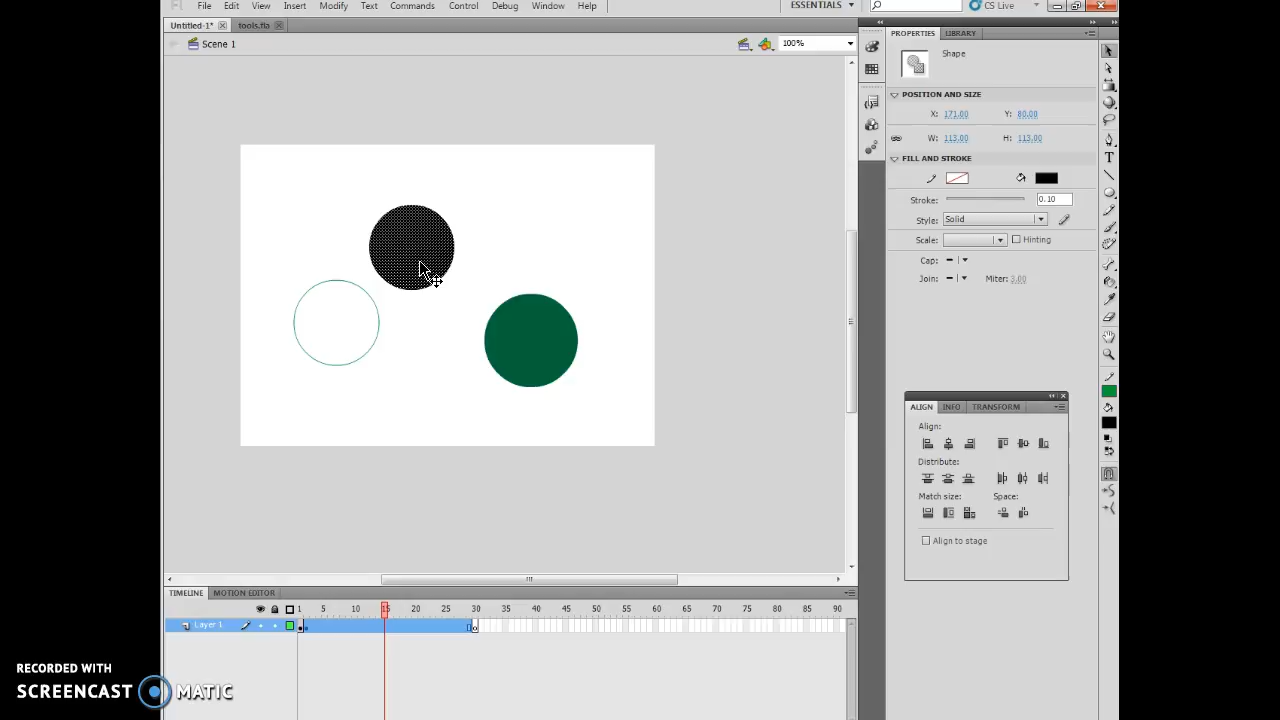 File Edit View Insert Modify Text Commands Control Debug Window Help
ESSENTIALS
CS Live
Untitled-1*
tools.fla
Scene 1
100%
PROPERTIES LIBRARY
Shape
POSITION AND SIZE
X: 171.00 Y: 80.00
W: 113.00 H: 113.00
FILL AND STROKE
Stroke: 0.10
Style: Solid
Scale: Hinting
Cap:
Join: Miter: 3.00
ALIGN INFO TRANSFORM
Align:
Distribute:
Match size: Space:
Align to stage
TIMELINE MOTION EDITOR
1 5 10 15 20 25 30 35 40 45 50 55 60 65 70 75 80 85 90
Layer 1
RECORDED WITH
SCREENCAST MATIC